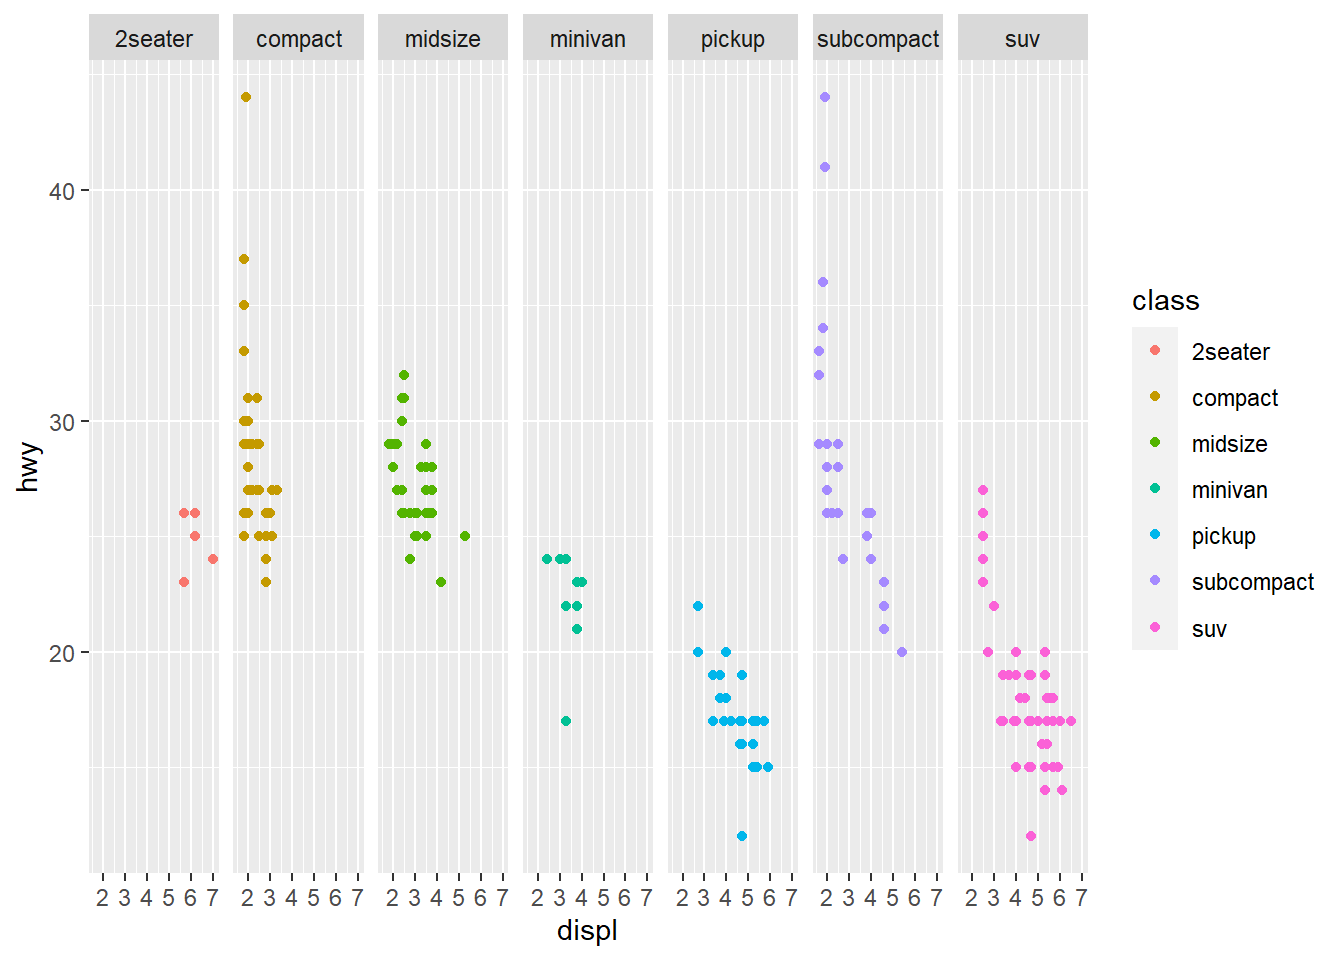 2seater compact midsize minivan pickup subcompact suv
40
30
20
hwy
2 3 4 5 6 7 2 3 4 5 6 7 2 3 4 5 6 7 2 3 4 5 6 7 2 3 4 5 6 7 2 3 4 5 6 7 2 3 4 5 6 7
displ
class
2seater
compact
midsize
minivan
pickup
subcompact
suv